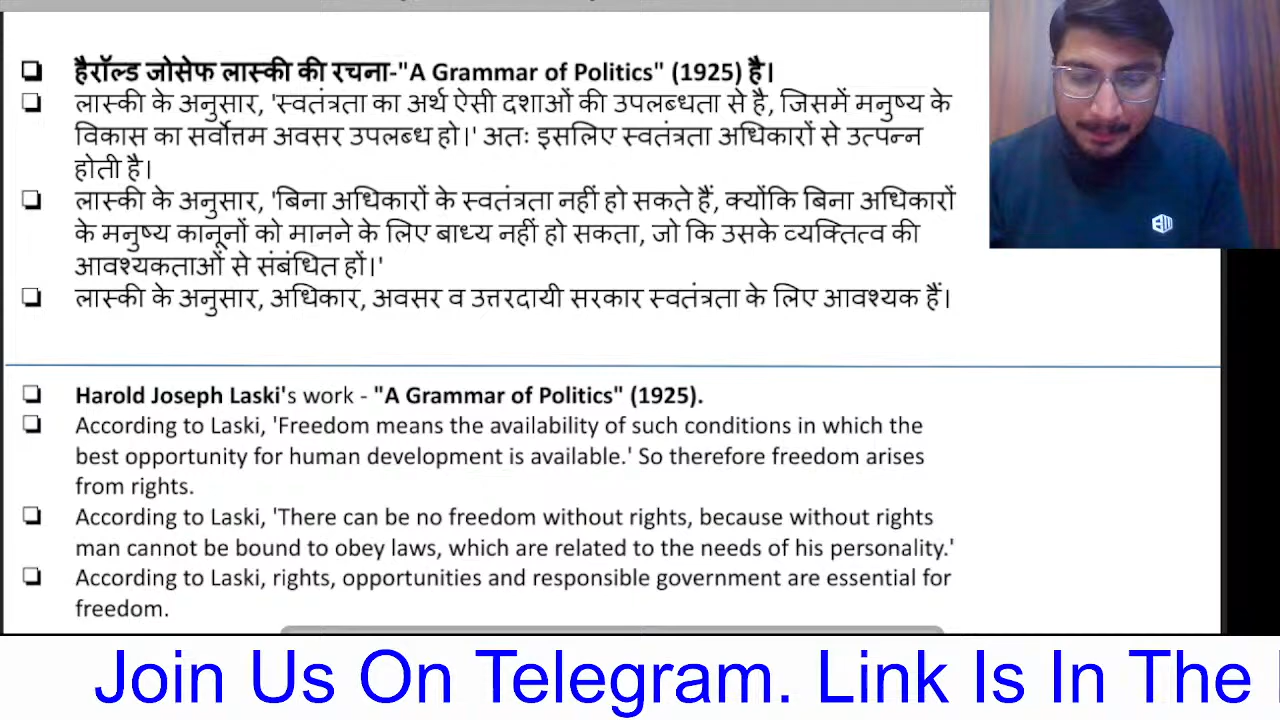 हैरॉल्ड जोसेफ लास्की की रचना-"A Grammar of Politics" (1925) है।
लास्की के अनुसार, 'स्वतंत्रता का अर्थ ऐसी दशाओं की उपलब्धता से है, जिसमें मनुष्य के
विकास का सर्वोत्तम अवसर उपलब्ध हो।' अतः इसलिए स्वतंत्रता अधिकारों से उत्पन्न
होती है।
लास्की के अनुसार, 'बिना अधिकारों के स्वतंत्रता नहीं हो सकते हैं, क्योंकि बिना अधिकारों
के मनुष्य कानूनों को मानने के लिए बाध्य नहीं हो सकता, जो कि उसके व्यक्तित्व की
आवश्यकताओं से संबंधित हों।'
लास्की के अनुसार, अधिकार, अवसर व उत्तरदायी सरकार स्वतंत्रता के लिए आवश्यक हैं।
Harold Joseph Laski's work - "A Grammar of Politics" (1925).
According to Laski, 'Freedom means the availability of such conditions in which the
best opportunity for human development is available.' So therefore freedom arises
from rights.
According to Laski, 'There can be no freedom without rights, because without rights
man cannot be bound to obey laws, which are related to the needs of his personality.'
According to Laski, rights, opportunities and responsible government are essential for
freedom.
Join Us On Telegram. Link Is In The